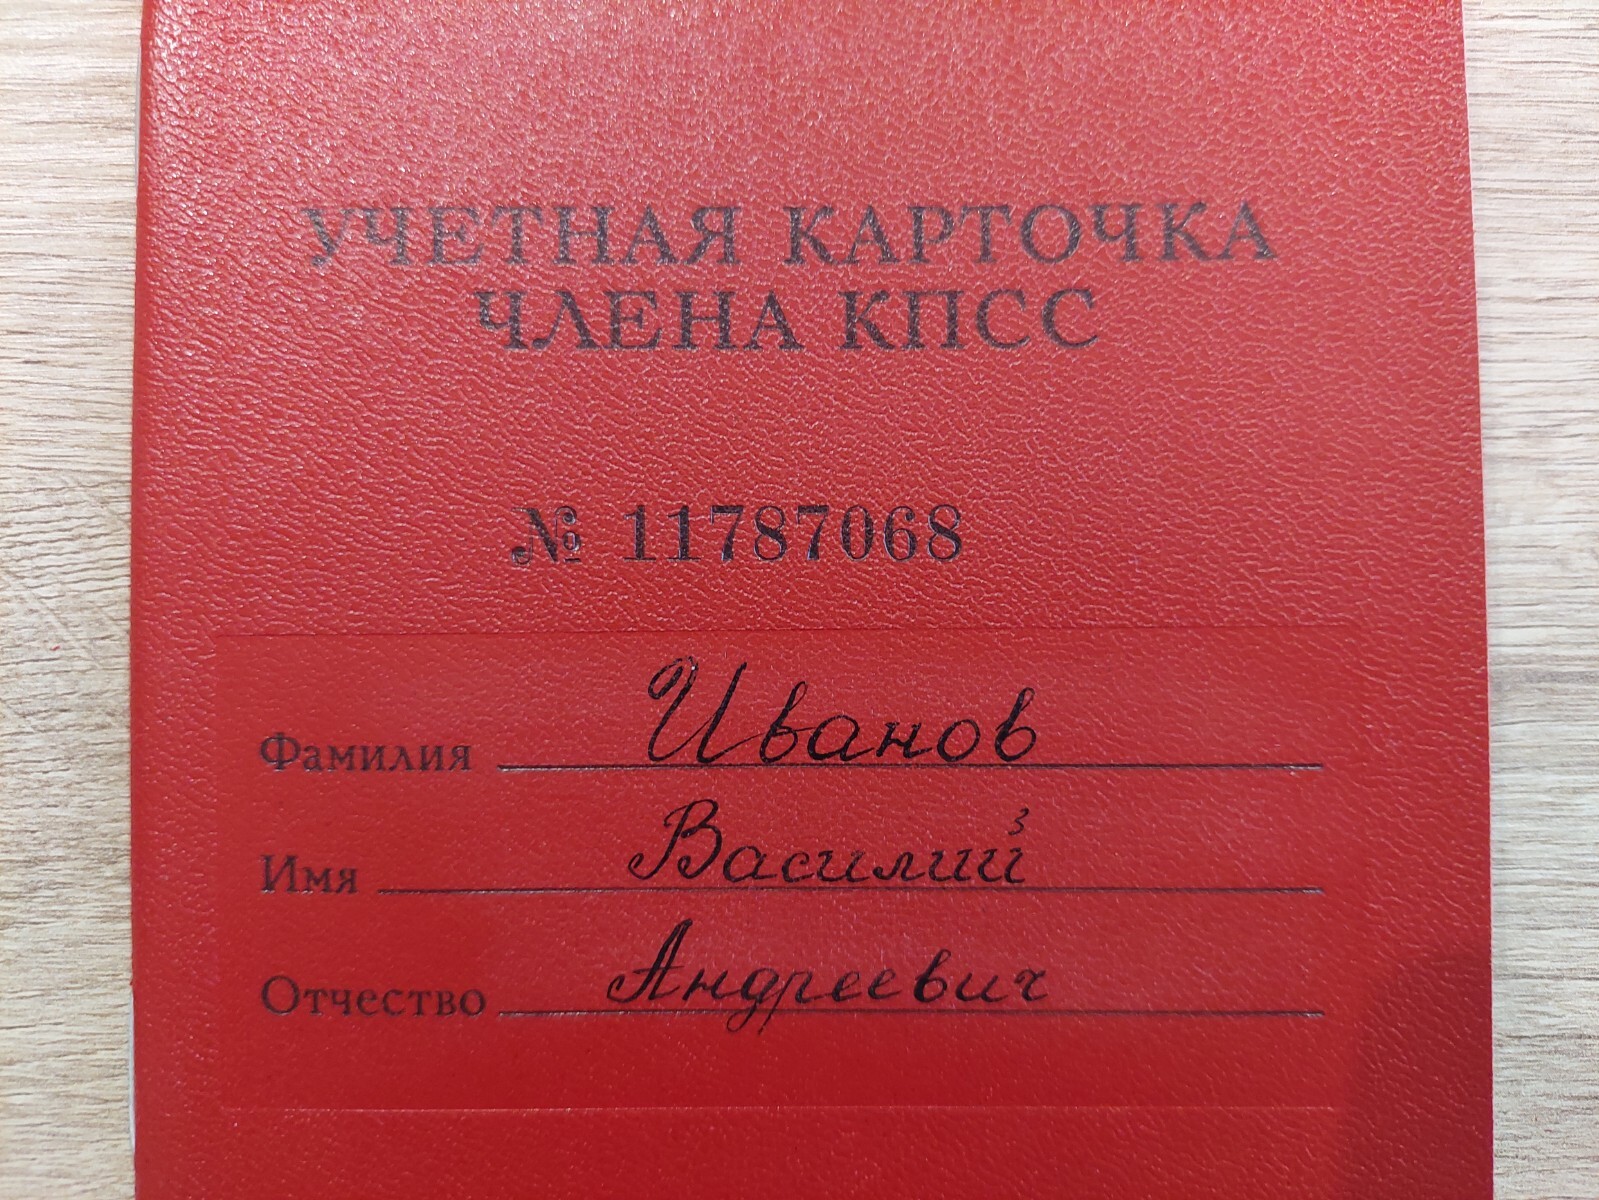 УЧЕТНАЯ КАРТОЧКА
ЧЛЕНА КПСС
№ 11787068
Фамилия Иванов
Имя Василий
Отчество Андреевич